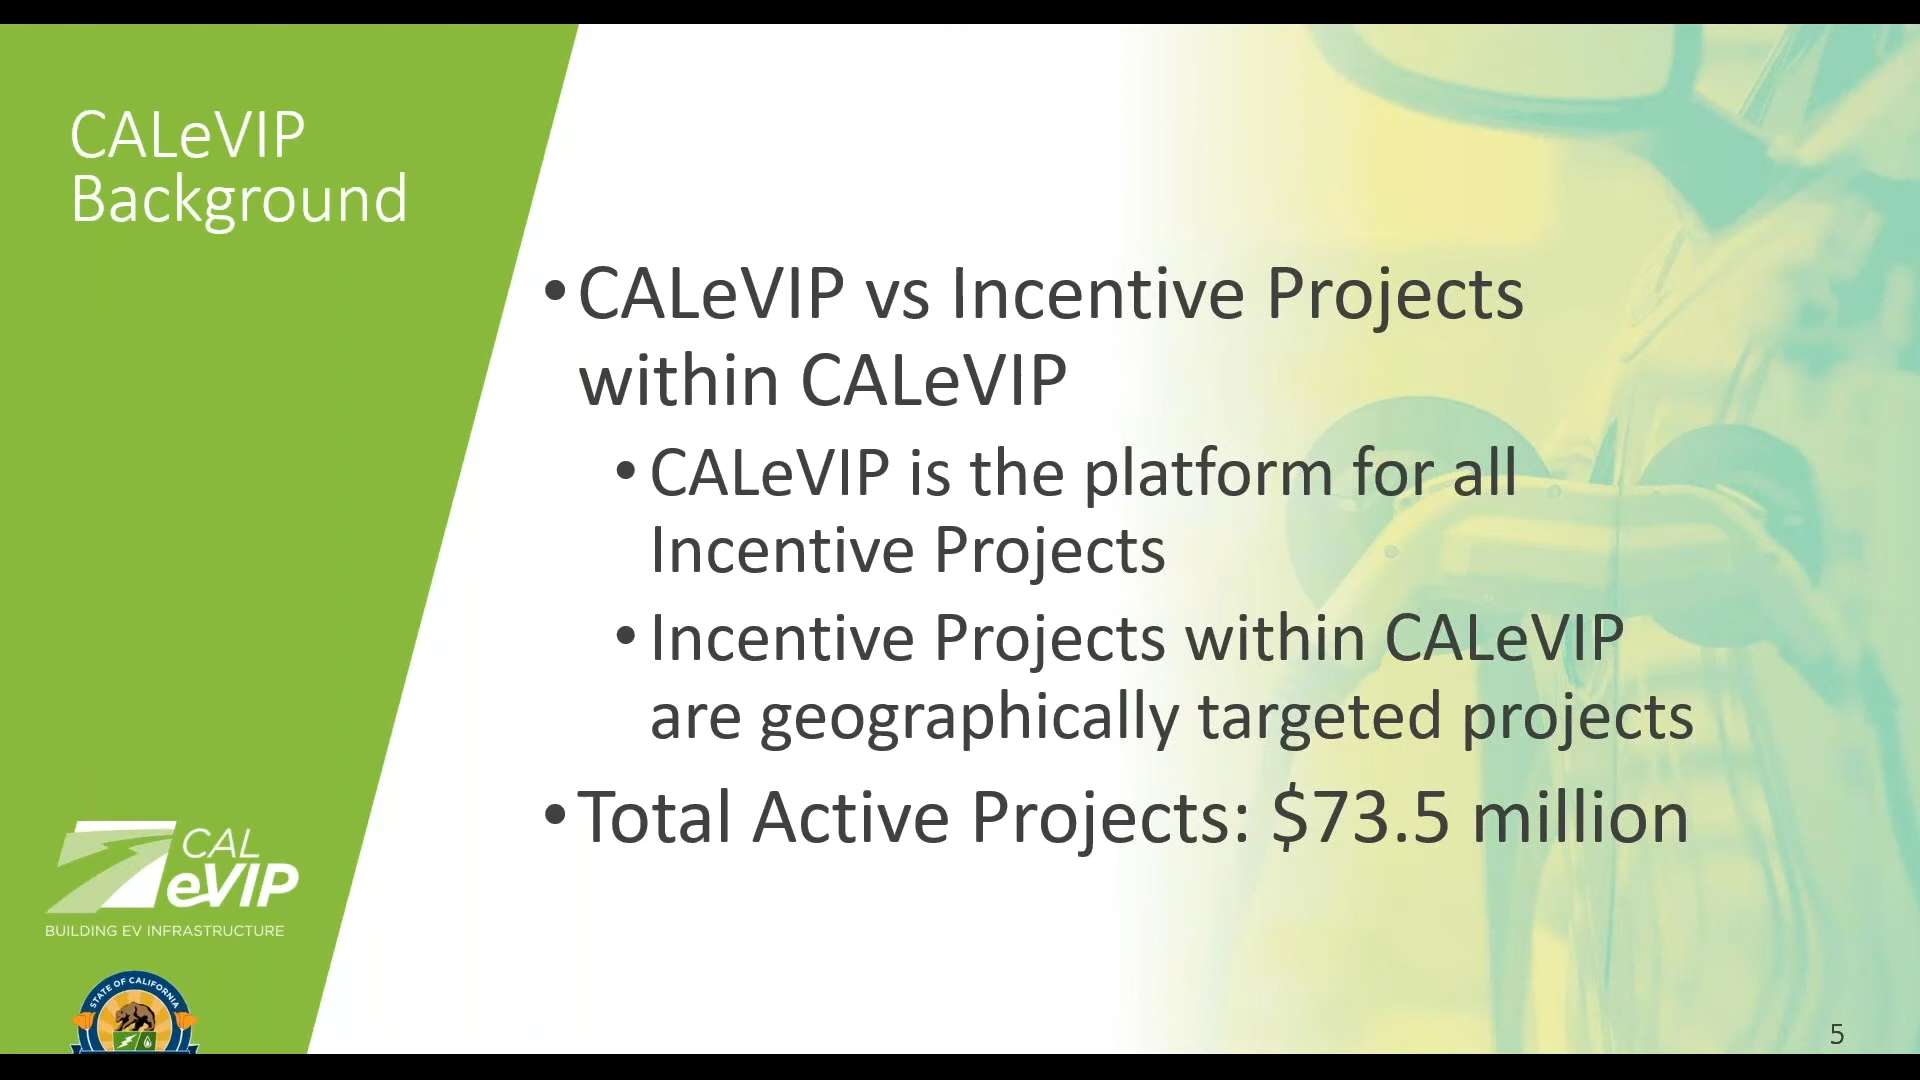 CALeVIP
Background
•CALeVIP vs Incentive Projects
within CALeVIP
•CALeVIP is the platform for all
Incentive Projects
•Incentive Projects within CALeVIP
are geographically targeted projects
•Total Active Projects: $73.5 million
CAL
eVIP
BUILDING EV INFRASTRUCTURE
STATE OF CALIFORNIA
5